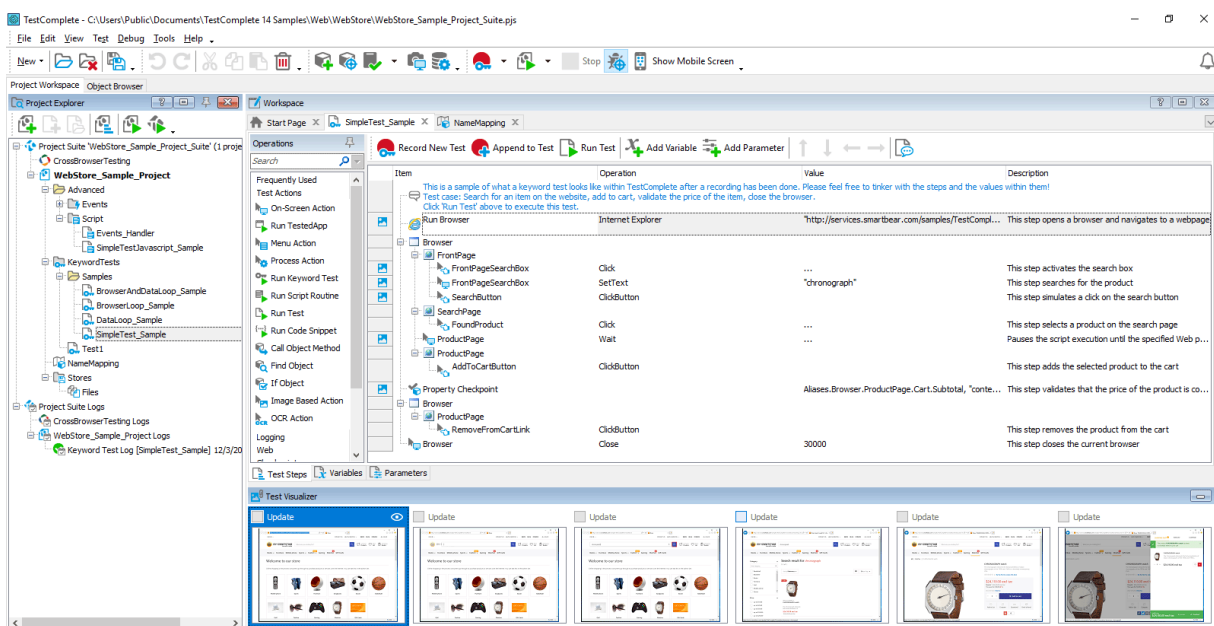 TestComplete - C:\Users\Public\Documents\TestComplete 14 Samples\Web\WebStore\WebStore_Sample_Project_Suite.pjs
File Edit View Test Debug Tools Help
New Stop Show Mobile Screen
Project Workspace Object Browser
Project Explorer
Project Suite 'WebStore_Sample_Project_Suite' (1 proje
CrossBrowserTesting
WebStore_Sample_Project
Advanced
Events
Script
Events_Handler
SimpleTestJavascript_Sample
KeywordTests
Samples
BrowserAndDataLoop_Sample
BrowserLoop_Sample
DataLoop_Sample
SimpleTest_Sample
Test1
NameMapping
Stores
Files
Project Suite Logs
CrossBrowserTesting Logs
WebStore_Sample_Project Logs
Keyword Test Log [SimpleTest_Sample] 12/3/20
Workspace
Start Page SimpleTest_Sample NameMapping
Operations
Search
Frequently Used
Test Actions
On-Screen Action
Run TestedApp
Menu Action
Process Action
Run Keyword Test
Run Script Routine
Run Test
Run Code Snippet
Call Object Method
Find Object
If Object
Image Based Action
OCR Action
Logging
Web
Record New Test Append to Test Run Test Add Variable Add Parameter
Item Operation Value Description
This is a sample of what a keyword test looks like within TestComplete after a recording has been done. Please feel free to tinker with the steps and the values within them!
Test case: Search for an item on the website, add to cart, validate the price of the item, close the browser.
Click 'Run Test' above to execute this test.
Run Browser Internet Explorer "http://services.smartbear.com/samples/TestCompl... This step opens a browser and navigates to a webpage
Browser
FrontPage
FrontPageSearchBox Click ... This step activates the search box
FrontPageSearchBox SetText "chronograph" This step searches for the product
SearchButton ClickButton This step simulates a click on the search button
SearchPage
FoundProduct Click ... This step selects a product on the search page
ProductPage Wait ... Pauses the script execution until the specified Web p...
ProductPage
AddToCartButton ClickButton This step adds the selected product to the cart
Property Checkpoint Aliases.Browser.ProductPage.Cart.Subtotal, "conte... This step validates that the price of the product is co...
Browser
ProductPage
RemoveFromCartLink ClickButton This step removes the product from the cart
Browser Close 30000 This step closes the current browser
Test Steps Variables Parameters
Test Visualizer
Update Update Update Update Update Update
Welcome to our store Welcome to our store Welcome to our store